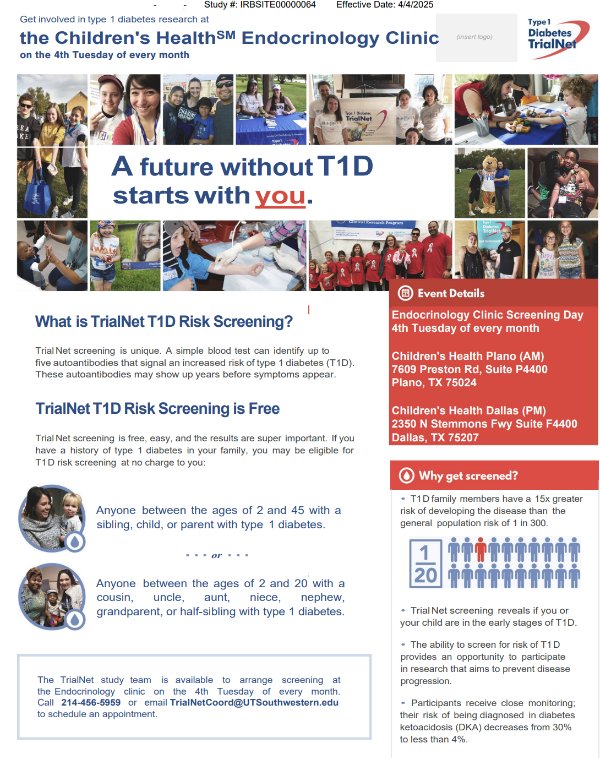 - - Study #: IRBSITE00000064 Effective Date: 4/4/2025
Get involved in type 1 diabetes research at
the Children's Health℠ Endocrinology Clinic
on the 4th Tuesday of every month
(insert logo)
Type 1
Diabetes
TrialNet
Type 1
Diabetes
TrialNet
A future without T1D
starts with you.
Clinical Research Program
What is TrialNet T1D Risk Screening?
TrialNet screening is unique. A simple blood test can identify up to
five autoantibodies that signal an increased risk of type 1 diabetes (T1D).
These autoantibodies may show up years before symptoms appear.
TrialNet T1D Risk Screening is Free
TrialNet screening is free, easy, and the results are super important. If you
have a history of type 1 diabetes in your family, you may be eligible for
T1D risk screening at no charge to you:
Anyone between the ages of 2 and 45 with a
sibling, child, or parent with type 1 diabetes.
• • • or • • •
Anyone between the ages of 2 and 20 with a
cousin, uncle, aunt, niece, nephew,
grandparent, or half-sibling with type 1 diabetes.
The TrialNet study team is available to arrange screening at
the Endocrinology clinic on the 4th Tuesday of every month.
Call 214-456-5959 or email TrialNetCoord@UTSouthwestern.edu
to schedule an appointment.
Event Details
Endocrinology Clinic Screening Day
4th Tuesday of every month
Children's Health Plano (AM)
7609 Preston Rd, Suite P4400
Plano, TX 75024
Children's Health Dallas (PM)
2350 N Stemmons Fwy Suite F4400
Dallas, TX 75207
Why get screened?
- T1D family members have a 15x greater
risk of developing the disease than the
general population risk of 1 in 300.
1
20
- TrialNet screening reveals if you or
your child are in the early stages of T1D.
- The ability to screen for risk of T1D
provides an opportunity to participate
in research that aims to prevent disease
progression.
- Participants receive close monitoring;
their risk of being diagnosed in diabetes
ketoacidosis (DKA) decreases from 30%
to less than 4%.